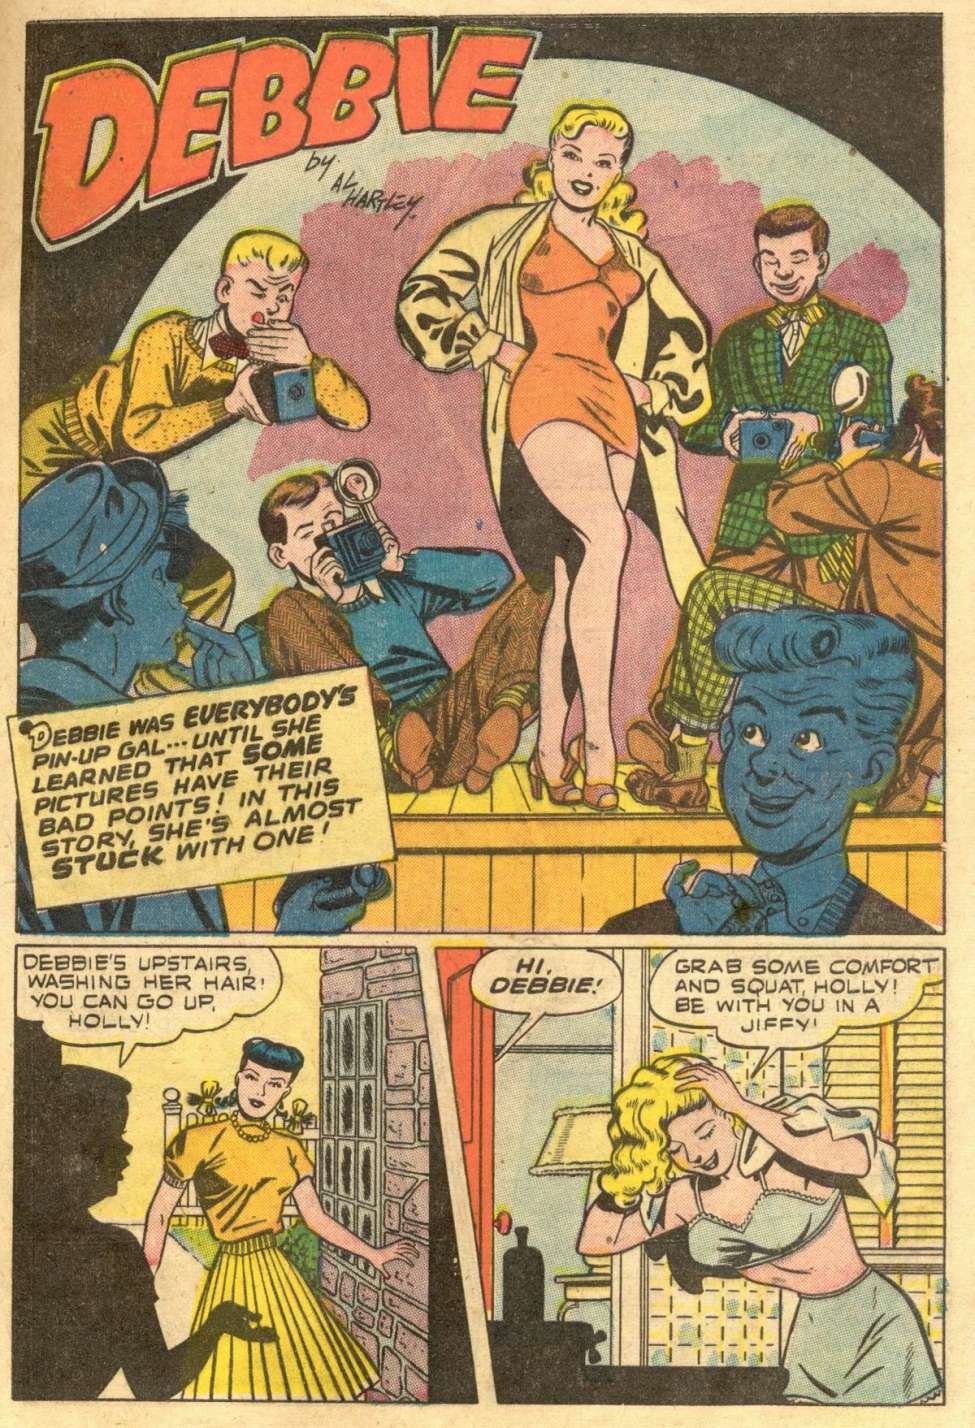 DEBBIE
by AL
HARTLEY.
DEBBIE WAS EVERYBODY'S
PIN-UP GAL... UNTIL SHE
LEARNED THAT SOME
PICTURES HAVE THEIR
BAD POINTS! IN THIS
STORY, SHE'S ALMOST
STUCK WITH ONE!
DEBBIE'S UPSTAIRS,
WASHING HER HAIR!
YOU CAN GO UP,
HOLLY!
HI,
DEBBIE!
GRAB SOME COMFORT
AND SQUAT, HOLLY!
BE WITH YOU IN A
JIFFY!